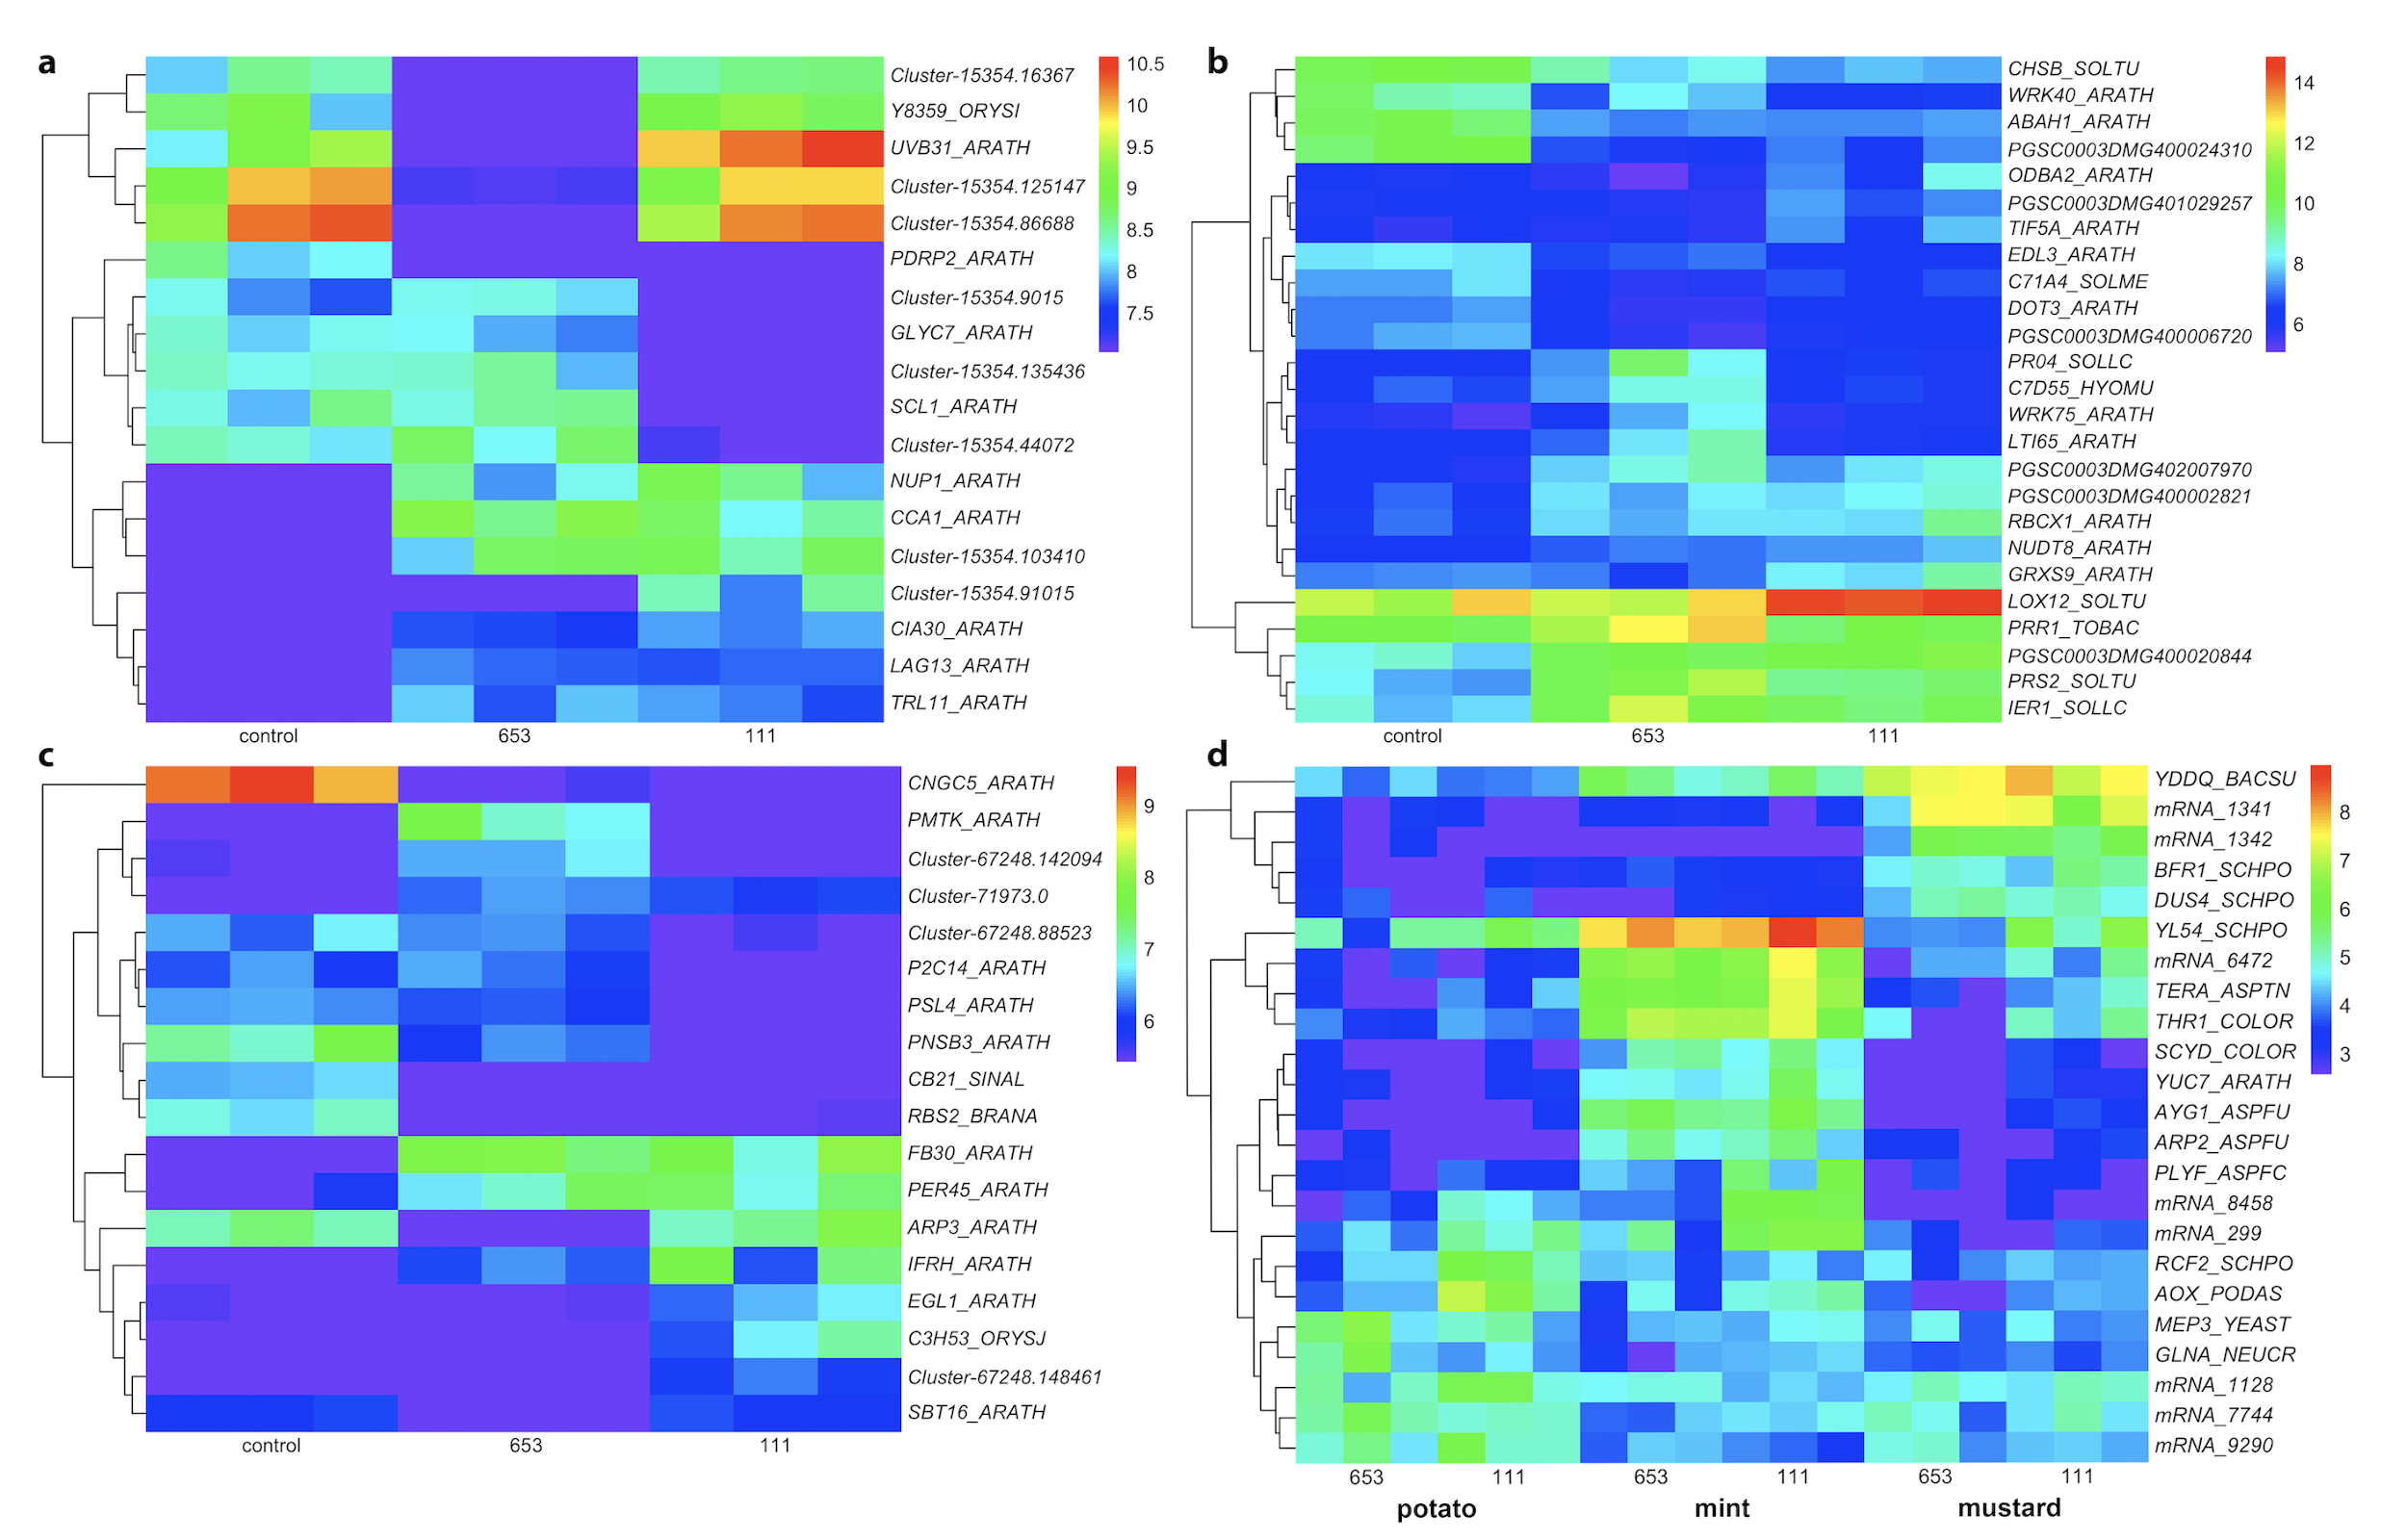 a
Cluster-15354.16367
Y8359_ORYSI
UVB31_ARATH
Cluster-15354.125147
Cluster-15354.86688
PDRP2_ARATH
Cluster-15354.9015
GLYC7_ARATH
Cluster-15354.135436
SCL1_ARATH
Cluster-15354.44072
NUP1_ARATH
CCA1_ARATH
Cluster-15354.103410
Cluster-15354.91015
CIA30_ARATH
LAG13_ARATH
TRL11_ARATH
10.5
10
9.5
9
8.5
8
7.5
control 653 111
b
CHSB_SOLTU
WRK40_ARATH
ABAH1_ARATH
PGSC0003DMG400024310
ODBA2_ARATH
PGSC0003DMG401029257
TIF5A_ARATH
EDL3_ARATH
C71A4_SOLME
DOT3_ARATH
PGSC0003DMG400006720
PR04_SOLLC
C7D55_HYOMU
WRK75_ARATH
LTI65_ARATH
PGSC0003DMG402007970
PGSC0003DMG400002821
RBCX1_ARATH
NUDT8_ARATH
GRXS9_ARATH
LOX12_SOLTU
PRR1_TOBAC
PGSC0003DMG400020844
PRS2_SOLTU
IER1_SOLLC
14
12
10
8
6
control 653 111
c
CNGC5_ARATH
PMTK_ARATH
Cluster-67248.142094
Cluster-71973.0
Cluster-67248.88523
P2C14_ARATH
PSL4_ARATH
PNSB3_ARATH
CB21_SINAL
RBS2_BRANA
FB30_ARATH
PER45_ARATH
ARP3_ARATH
IFRH_ARATH
EGL1_ARATH
C3H53_ORYSJ
Cluster-67248.148461
SBT16_ARATH
9
8
7
6
control 653 111
d
YDDQ_BACSU
mRNA_1341
mRNA_1342
BFR1_SCHPO
DUS4_SCHPO
YL54_SCHPO
mRNA_6472
TERA_ASPTN
THR1_COLOR
SCYD_COLOR
YUC7_ARATH
AYG1_ASPFU
ARP2_ASPFU
PLYF_ASPFC
mRNA_8458
mRNA_299
RCF2_SCHPO
AOX_PODAS
MEP3_YEAST
GLNA_NEUCR
mRNA_1128
mRNA_7744
mRNA_9290
8
7
6
5
4
3
653 111 653 111 653 111
potato mint mustard